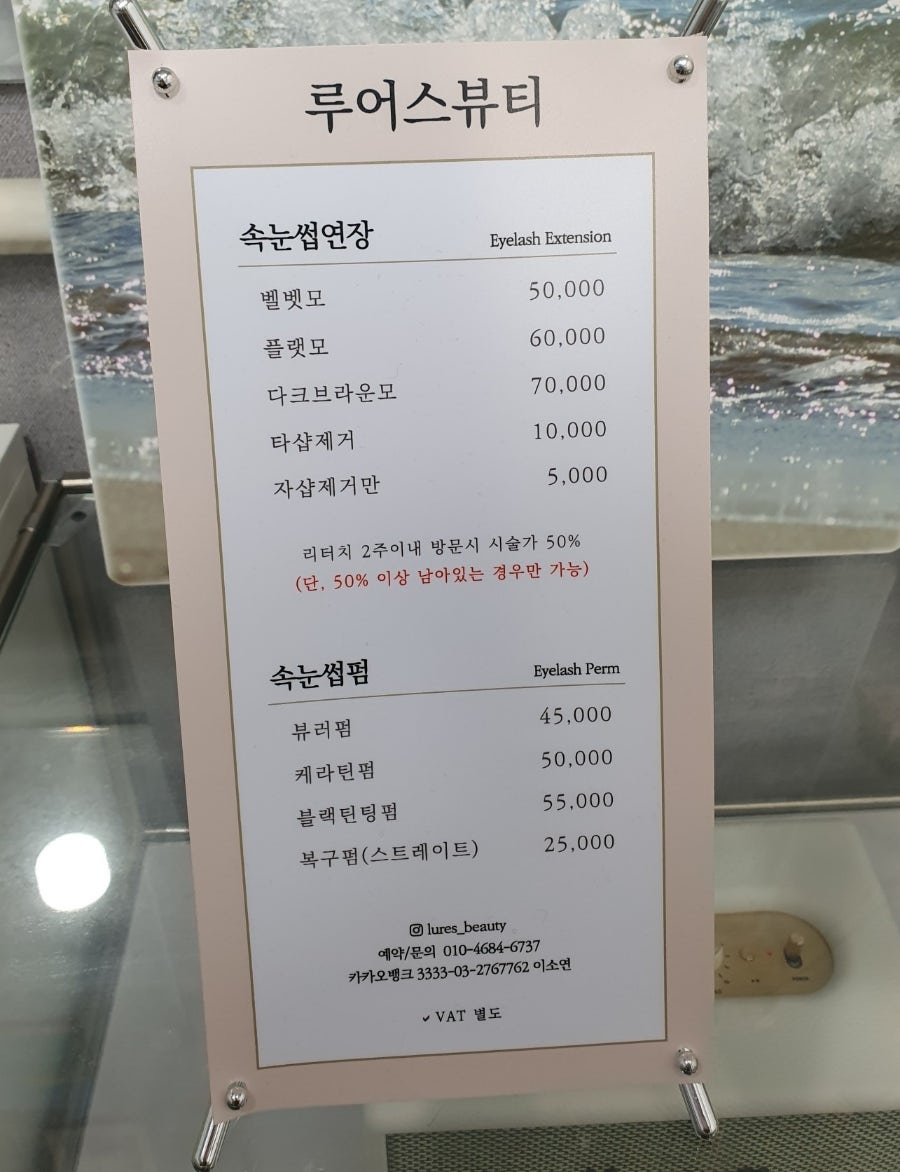 루어스뷰티
속눈썹연장 Eyelash Extension
벨벳모 50,000
플랫모 60,000
다크브라운모 70,000
타샵제거 10,000
자샵제거만 5,000
리터치 2주이내 방문시 시술가 50%
(단, 50% 이상 남아있는 경우만 가능)
속눈썹펌 Eyelash Perm
뷰러펌 45,000
케라틴펌 50,000
블랙틴팅펌 55,000
복구펌(스트레이트) 25,000
lures_beauty
예약/문의 010-4684-6737
카카오뱅크 3333-03-2767762 이소연
✓VAT 별도